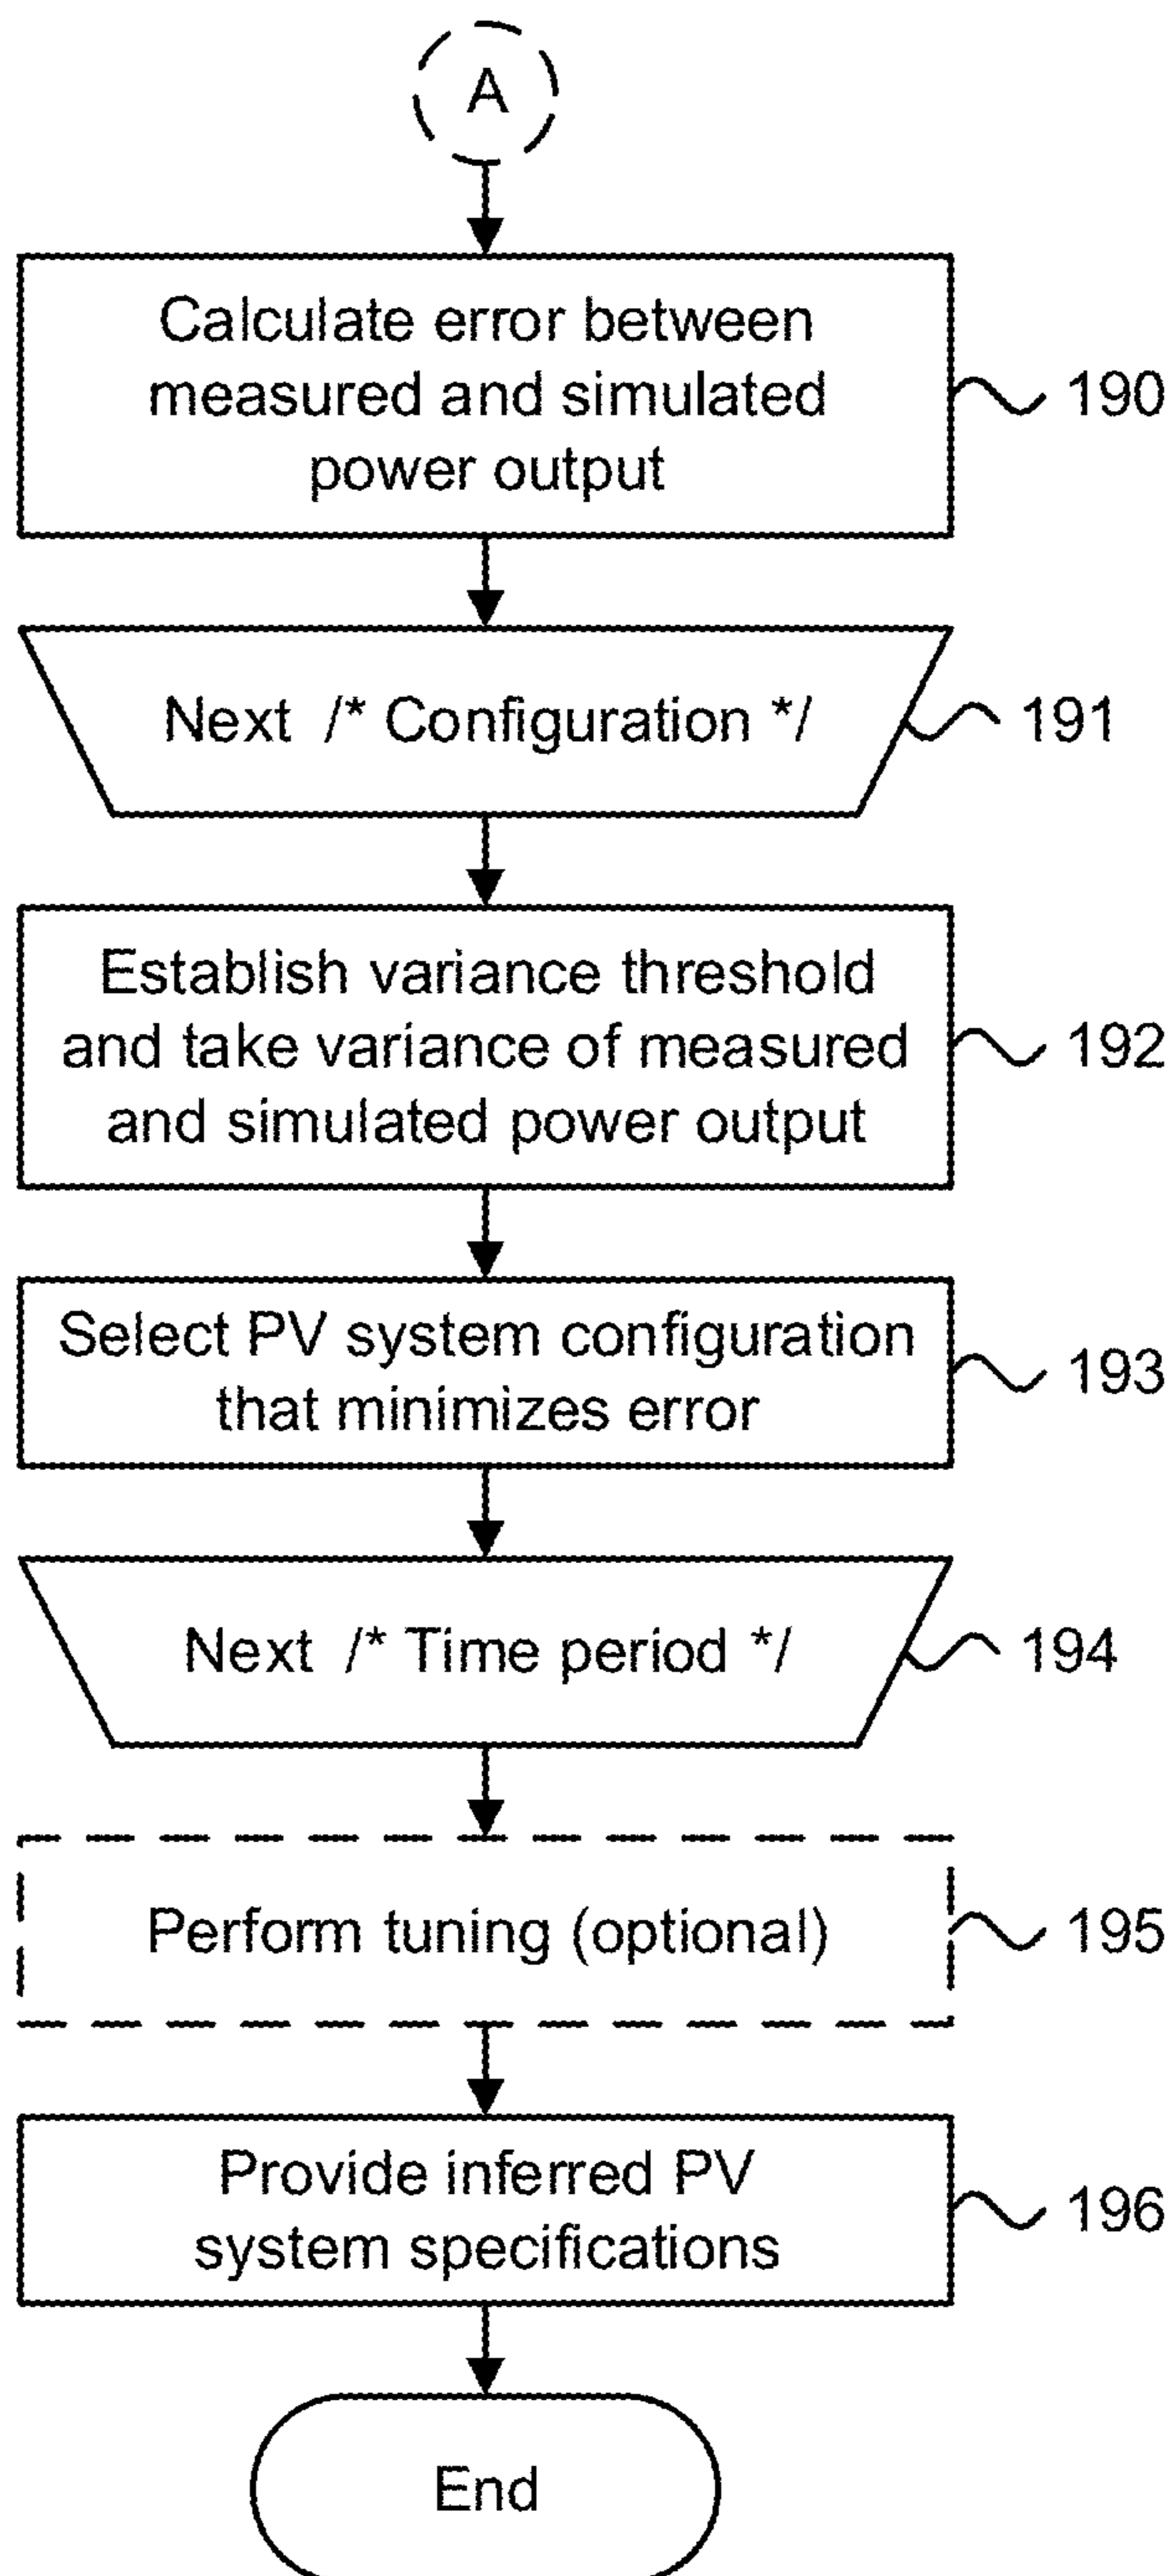 A
Calculate error between
measured and simulated
power output
190
Next /* Configuration */
191
Establish variance threshold
and take variance of measured
and simulated power output
192
Select PV system configuration
that minimizes error
193
Next /* Time period */
194
Perform tuning (optional)
195
Provide inferred PV
system specifications
196
End